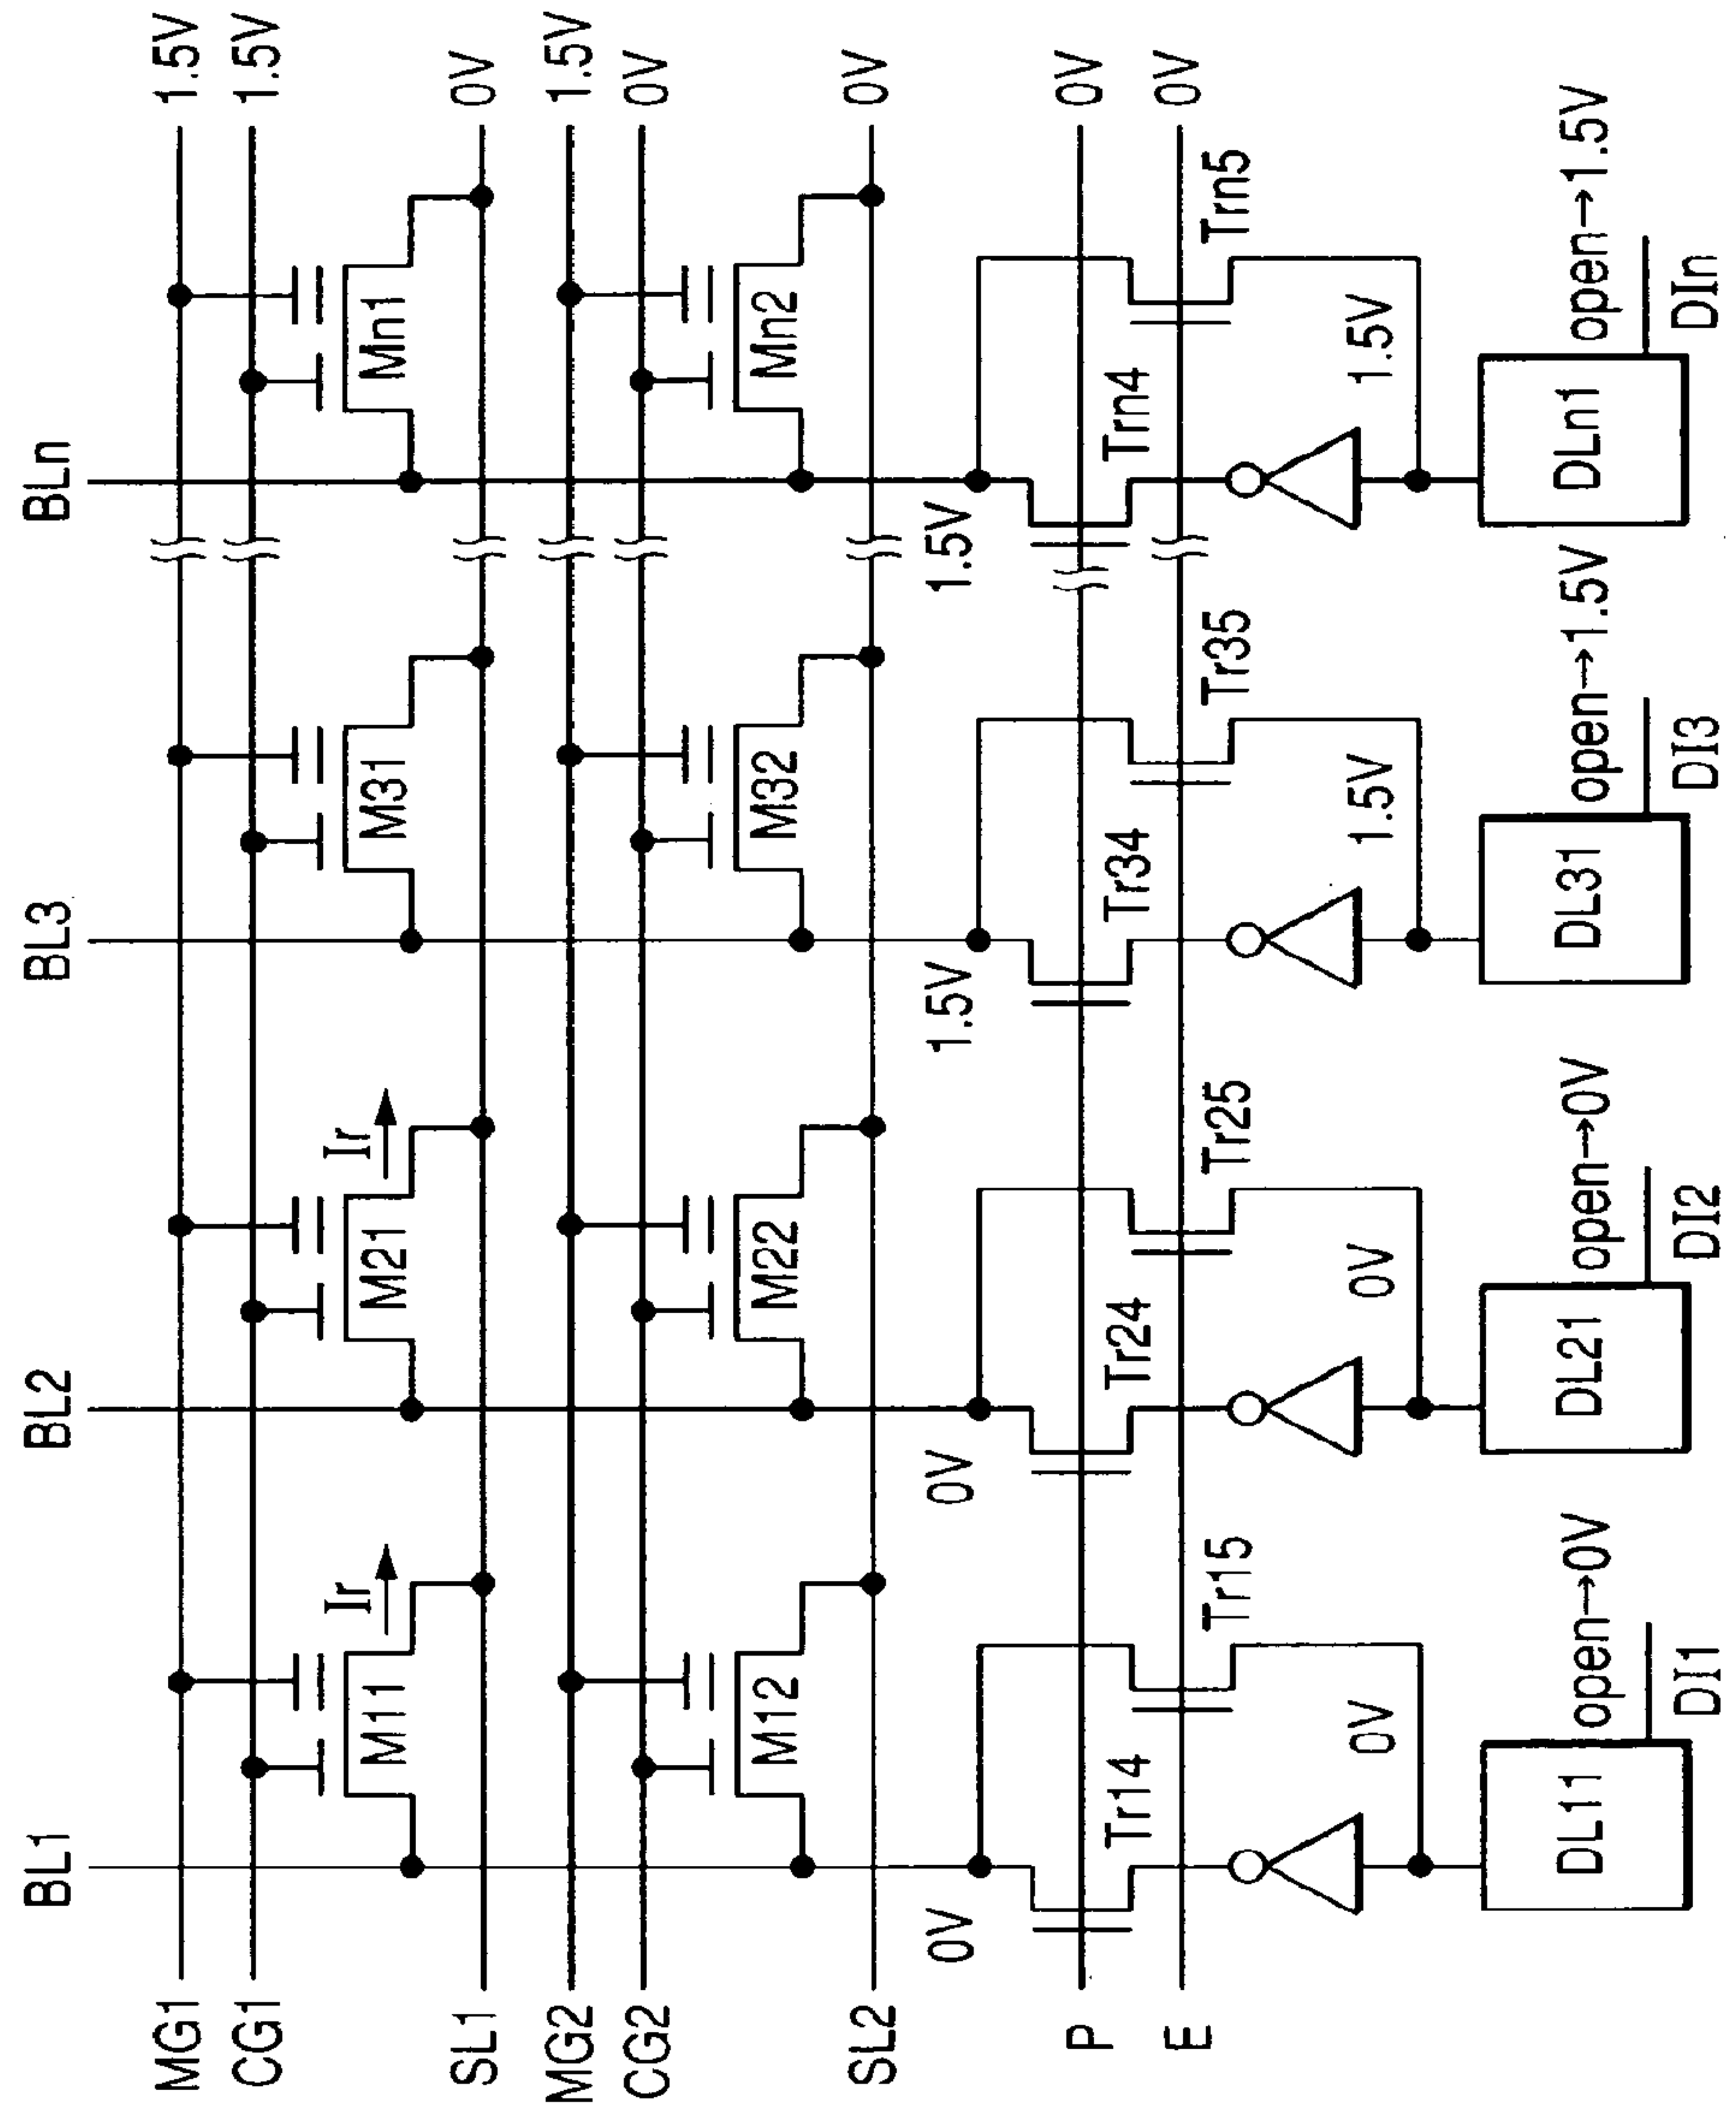 BL1 BL2 BL3 BLn
MG1 1.5V
CG1 1.5V
Ir Ir
M11 M21 M31 Mn1
SL1 0V
MG2 1.5V
CG2 0V
M12 M22 M32 Mn2
SL2 0V
0V 0V 1.5V 1.5V
P 0V
Tr14 Tr24 Tr34 Trn4
E 0V
Tr15 Tr25 Tr35 Trn5
0V 0V 1.5V 1.5V
DL11 open→0V DL21 open→0V DL31 open→1.5V DLn1 open→1.5V
DI1 DI2 DI3 DIn